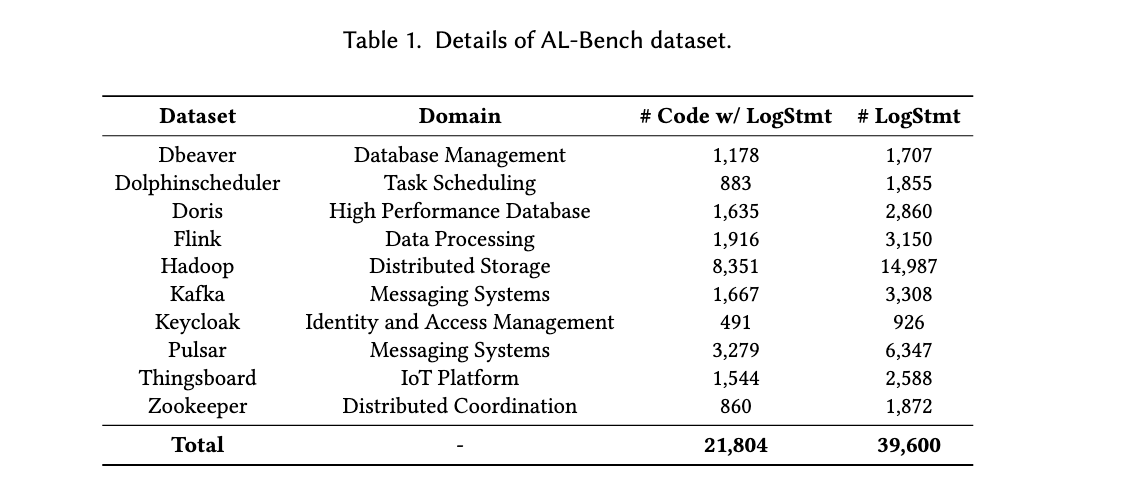 Table 1. Details of AL-Bench dataset.
Dataset Domain # Code w/ LogStmt # LogStmt
Dbeaver Database Management 1,178 1,707
Dolphinscheduler Task Scheduling 883 1,855
Doris High Performance Database 1,635 2,860
Flink Data Processing 1,916 3,150
Hadoop Distributed Storage 8,351 14,987
Kafka Messaging Systems 1,667 3,308
Keycloak Identity and Access Management 491 926
Pulsar Messaging Systems 3,279 6,347
Thingsboard IoT Platform 1,544 2,588
Zookeeper Distributed Coordination 860 1,872
Total - 21,804 39,600